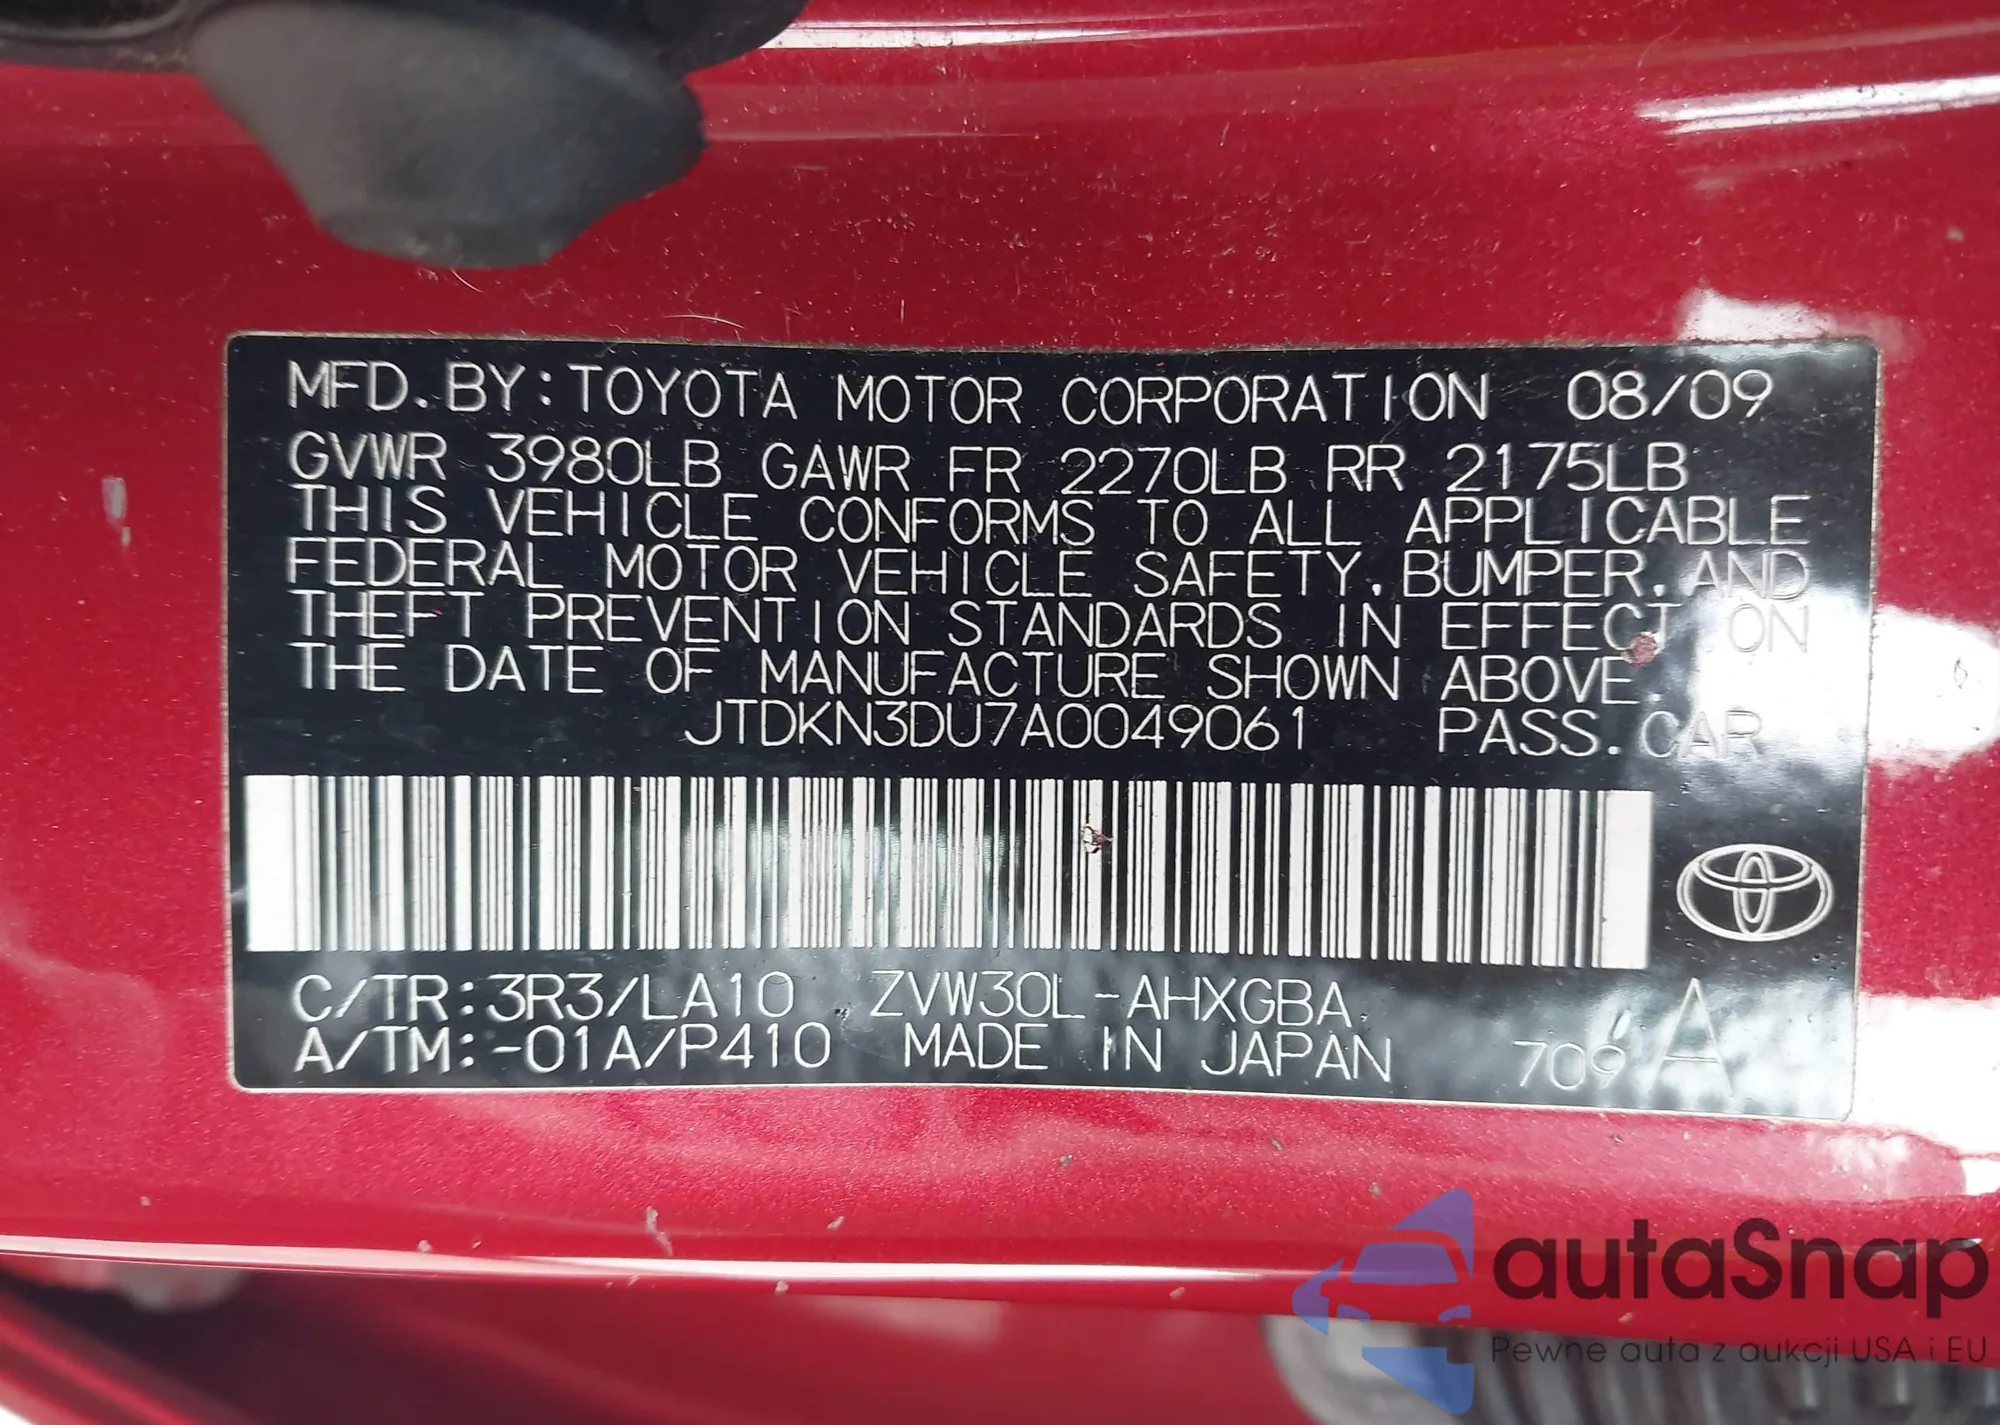 MFD. BY: TOYOTA MOTOR CORPORATION 08/09
GVWR 3980LB GAWR FR 2270LB RR 2175LB
THIS VEHICLE CONFORMS TO ALL APPLICABLE
FEDERAL MOTOR VEHICLE SAFETY, BUMPER, AND
THEFT PREVENTION STANDARDS IN EFFECT ON
THE DATE OF MANUFACTURE SHOWN ABOVE.
JTDKN3DU7A0049061 PASS. CAR
C/TR: 3R3/LA10 ZVW30L-AHXGBA
A/TM: -01A/P410 MADE IN JAPAN 709 A
autaSnap
Pewne auta z aukcji USA i EU